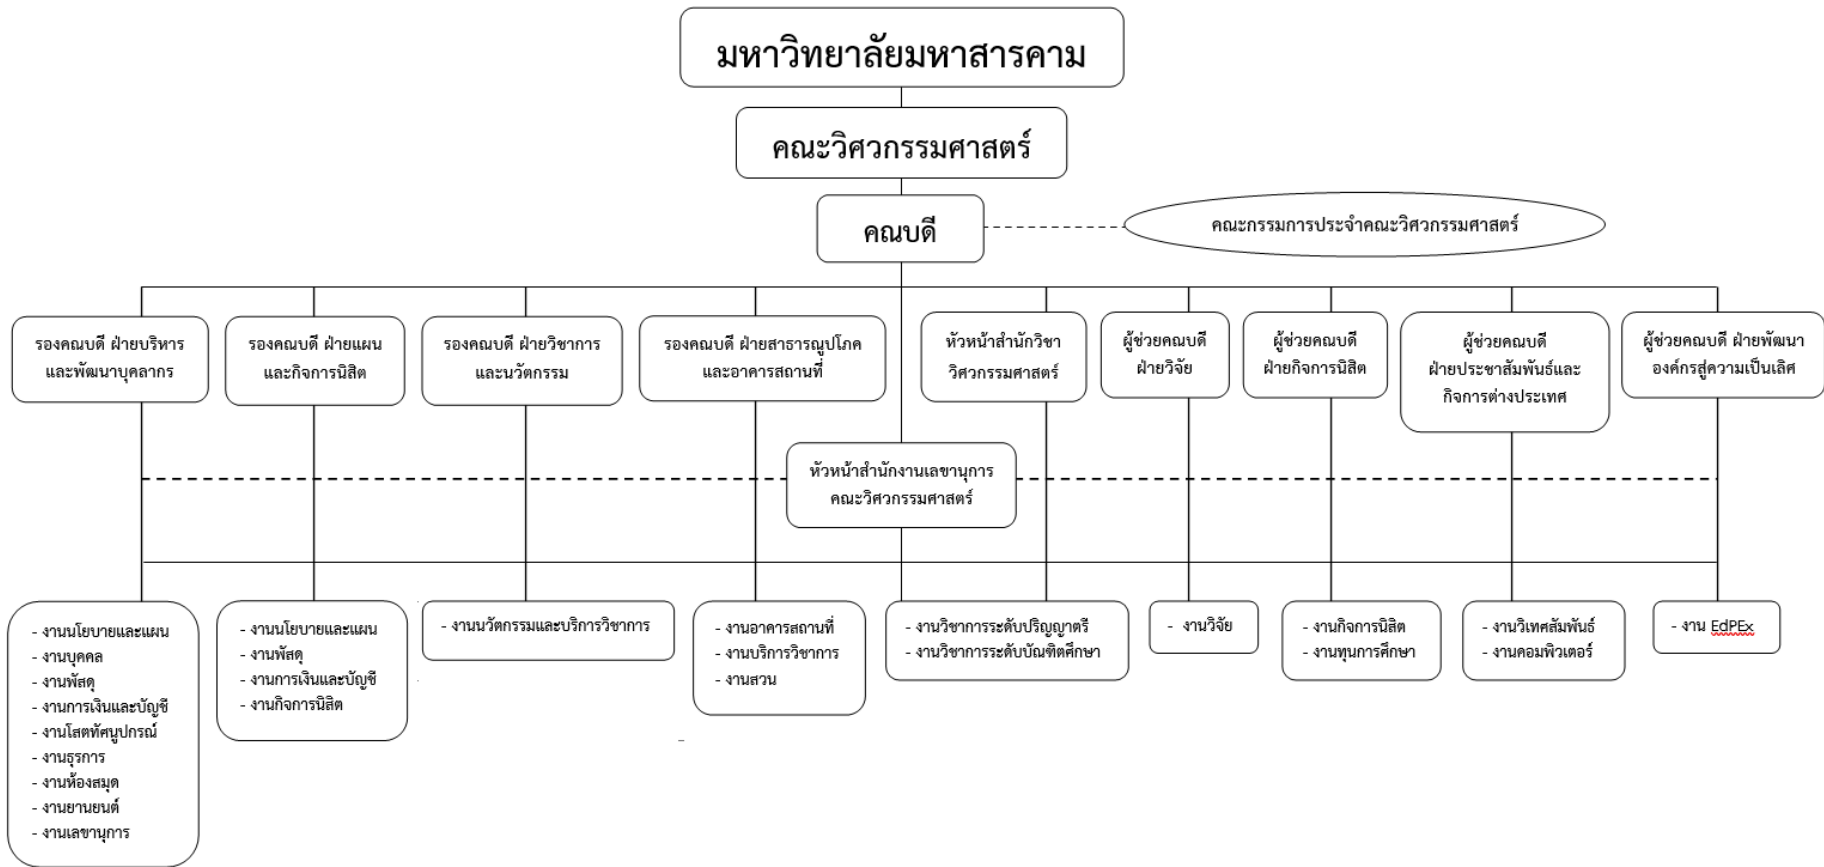 มหาวิทยาลัยมหาสารคาม
คณะวิศวกรรมศาสตร์
คณบดี
คณะกรรมการประจำคณะวิศวกรรมศาสตร์
รองคณบดี ฝ่ายบริหาร
และพัฒนาบุคลากร
รองคณบดี ฝ่ายแผน
และกิจการนิสิต
รองคณบดี ฝ่ายวิชาการ
และนวัตกรรม
รองคณบดี ฝ่ายสาธารณูปโภค
และอาคารสถานที่
หัวหน้าสำนักวิชา
วิศวกรรมศาสตร์
ผู้ช่วยคณบดี
ฝ่ายวิจัย
ผู้ช่วยคณบดี
ฝ่ายกิจการนิสิต
ผู้ช่วยคณบดี
ฝ่ายประชาสัมพันธ์และ
กิจการต่างประเทศ
ผู้ช่วยคณบดี ฝ่ายพัฒนา
องค์กรสู่ความเป็นเลิศ
หัวหน้าสำนักงานเลขานุการ
คณะวิศวกรรมศาสตร์
- งานนโยบายและแผน
- งานบุคคล
- งานพัสดุ
- งานการเงินและบัญชี
- งานโสตทัศนูปกรณ์
- งานธุรการ
- งานห้องสมุด
- งานยานยนต์
- งานเลขานุการ
- งานนโยบายและแผน
- งานพัสดุ
- งานการเงินและบัญชี
- งานกิจการนิสิต
- งานนวัตกรรมและบริการวิชาการ
- งานอาคารสถานที่
- งานบริการวิชาการ
- งานสวน
- งานวิชาการระดับปริญญาตรี
- งานวิชาการระดับบัณฑิตศึกษา
- งานวิจัย
- งานกิจการนิสิต
- งานทุนการศึกษา
- งานวิเทศสัมพันธ์
- งานคอมพิวเตอร์
- งาน EdPEx